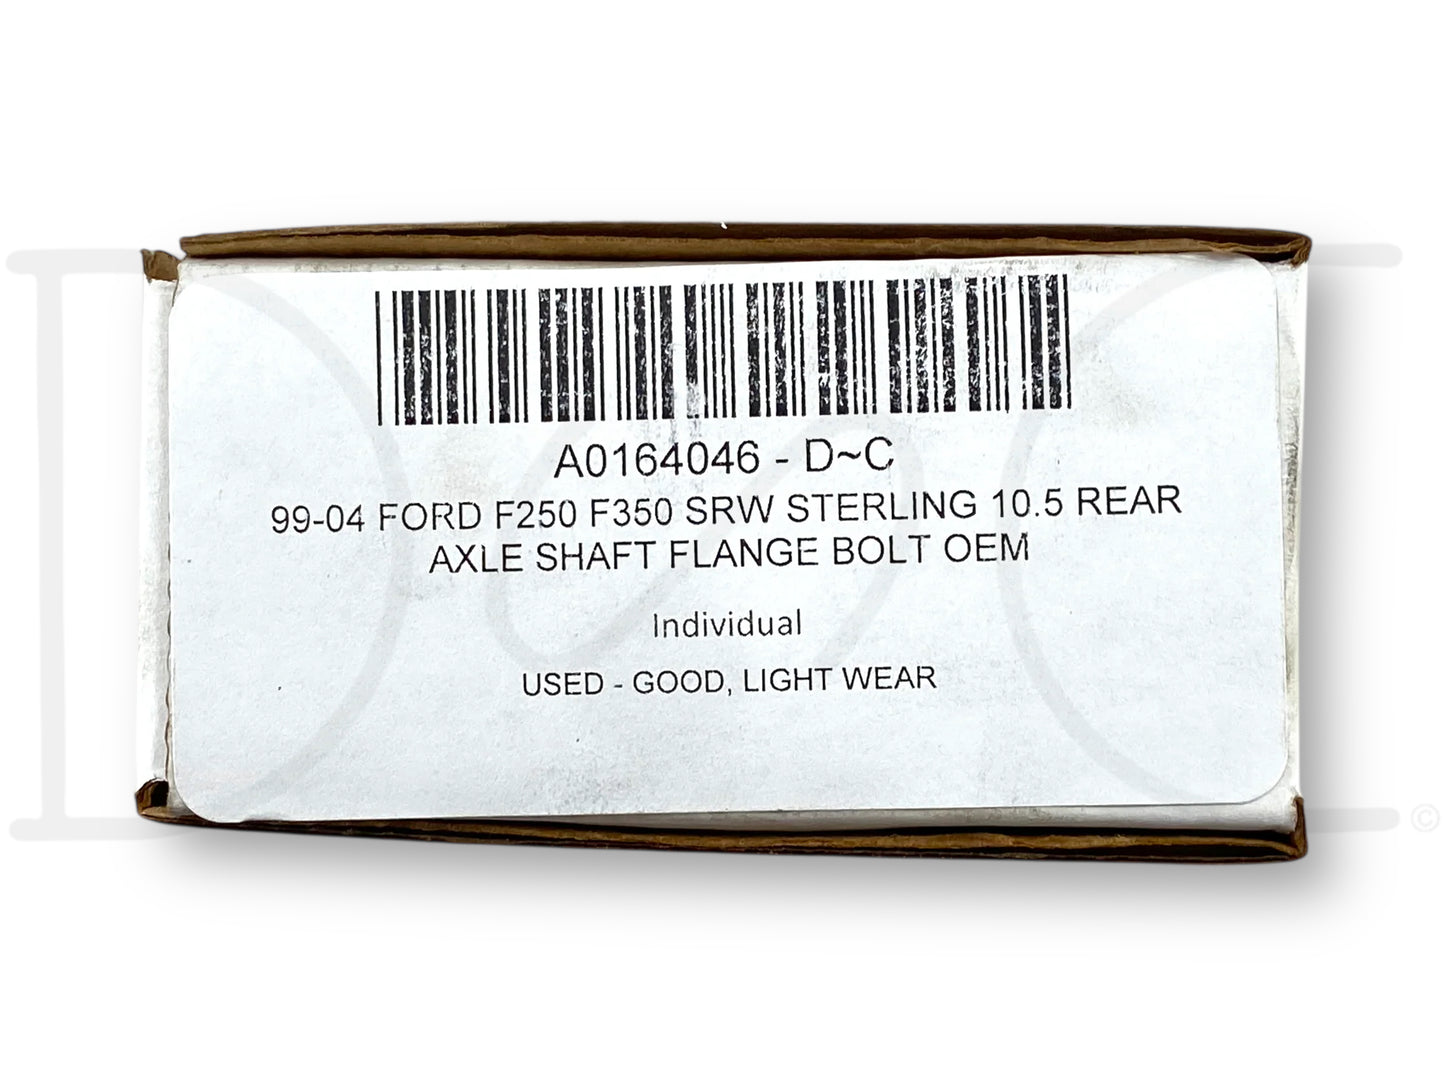 A0164046 - D~C
99-04 FORD F250 F350 SRW STERLING 10.5 REAR
AXLE SHAFT FLANGE BOLT OEM
Individual
USED - GOOD, LIGHT WEAR
©